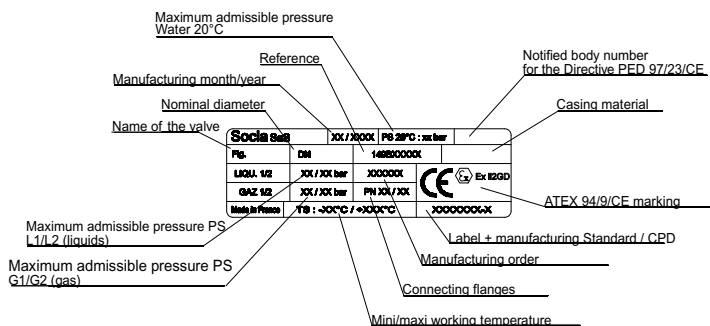 Maximum admissible pressure
Water 20°C
Reference
Notified body number
for the Directive PED 97/23/CE
Manufacturing month/year
Nominal diameter
Casing material
Name of the valve
Socla SaS XX / XXXX PS 20°C : xx bar
Fig. DN 149BXXXXX
LIQU. 1/2 XX / XX bar XXXXXX CE Ex Ex II2GD
GAZ 1/2 XX / XX bar PN XX / XX
Made in France TS : -XX°C / +XXX°C XXXXXXX-X
ATEX 94/9/CE marking
Maximum admissible pressure PS
L1/L2 (liquids)
Label + manufacturing Standard / CPD
Manufacturing order
Maximum admissible pressure PS
G1/G2 (gas)
Connecting flanges
Mini/maxi working temperature